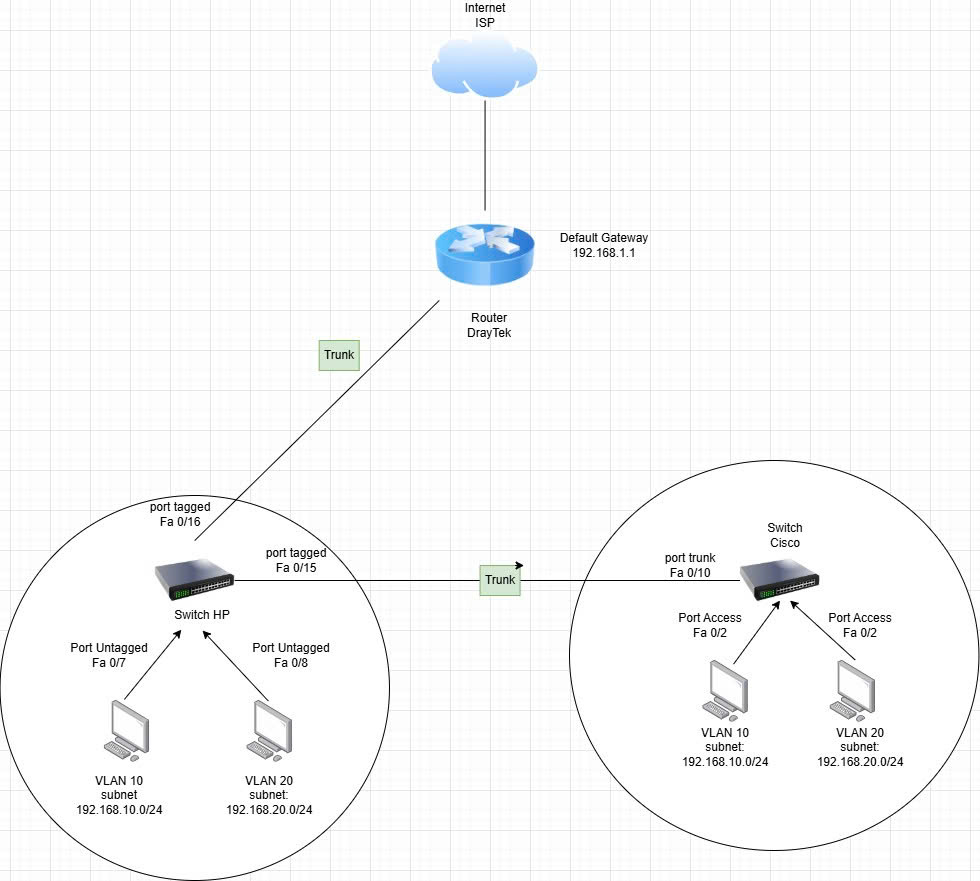 Internet
ISP
Default Gateway
192.168.1.1
Router
DrayTek
Trunk
port tagged
Fa 0/16
port tagged
Fa 0/15
Switch HP
Port Untagged
Fa 0/7
Port Untagged
Fa 0/8
VLAN 10
subnet
192.168.10.0/24
VLAN 20
subnet:
192.168.20.0/24
Trunk
Switch
Cisco
port trunk
Fa 0/10
Port Access
Fa 0/2
Port Access
Fa 0/2
VLAN 10
subnet:
192.168.10.0/24
VLAN 20
subnet:
192.168.20.0/24